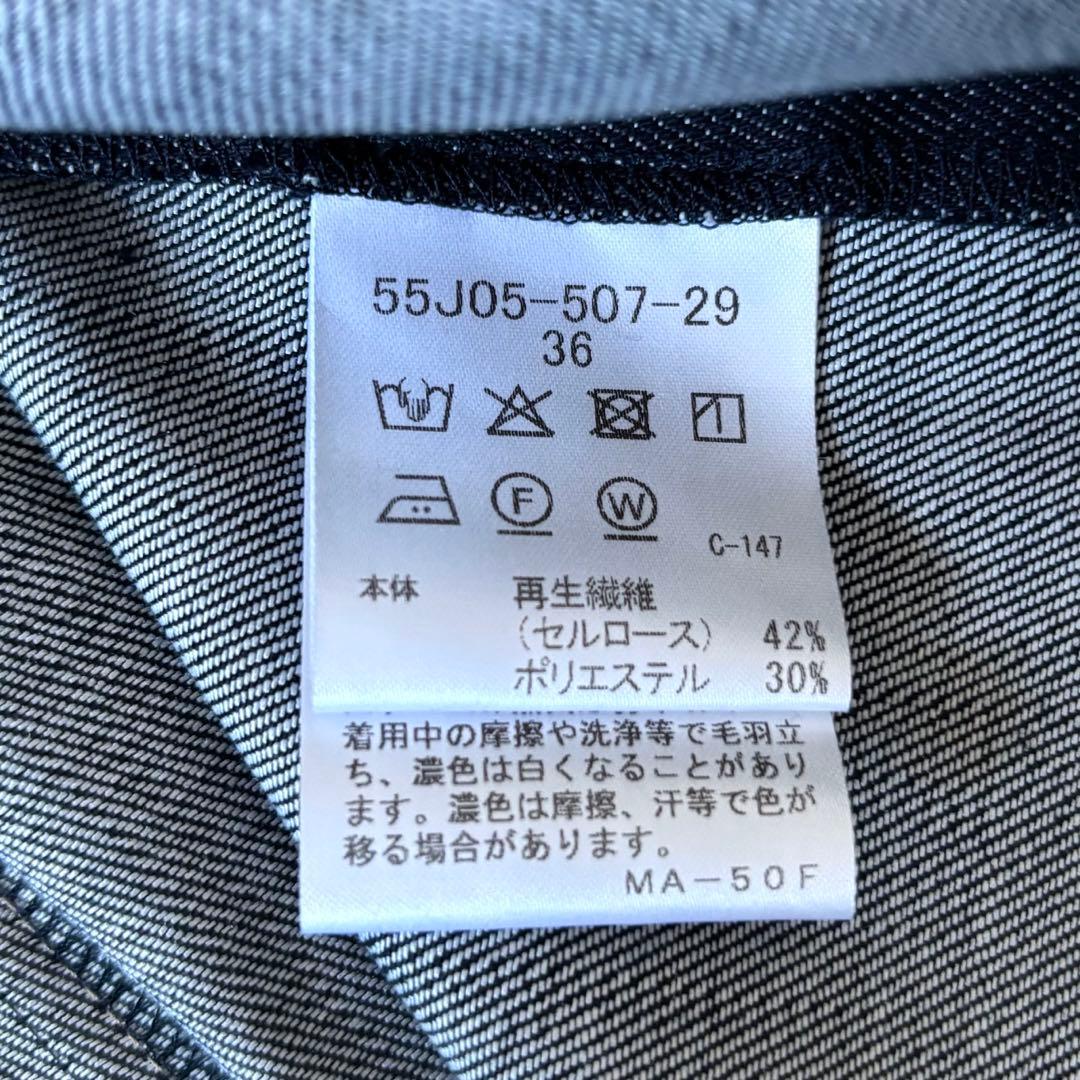 55J05-507-29
36
F W
C-147
本体 再生繊維
(セルロース) 42%
ポリエステル 30%
着用中の摩擦や洗浄等で毛羽立
ち、濃色は白くなることがあり
ます。濃色は摩擦、汗等で色が
移る場合があります。
MA-50F